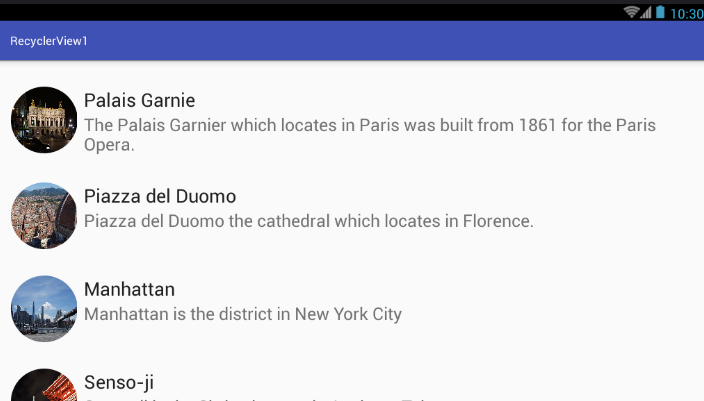 10:30
RecyclerView1
Palais Garnie
The Palais Garnier which locates in Paris was built from 1861 for the Paris
Opera.
Piazza del Duomo
Piazza del Duomo the cathedral which locates in Florence.
Manhattan
Manhattan is the district in New York City
Senso-ji